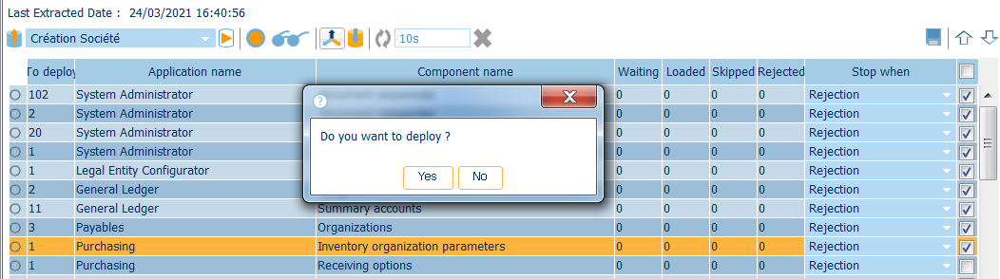 Last Extracted Date : 24/03/2021 16:40:56
Création Société 10s
To deploy Application name Component name Waiting Loaded Skipped Rejected Stop when
102 System Administrator 0 0 0 0 Rejection
2 System Administrator 0 0 0 0 Rejection
20 System Administrator 0 0 0 0 Rejection
1 System Administrator 0 0 0 0 Rejection
1 Legal Entity Configurator 0 0 0 0 Rejection
2 General Ledger 0 0 0 0 Rejection
11 General Ledger Summary accounts 0 0 0 0 Rejection
3 Payables Organizations 0 0 0 0 Rejection
1 Purchasing Inventory organization parameters 0 0 0 0 Rejection
1 Purchasing Receiving options 0 0 0 0 Rejection
Do you want to deploy ?
Yes No